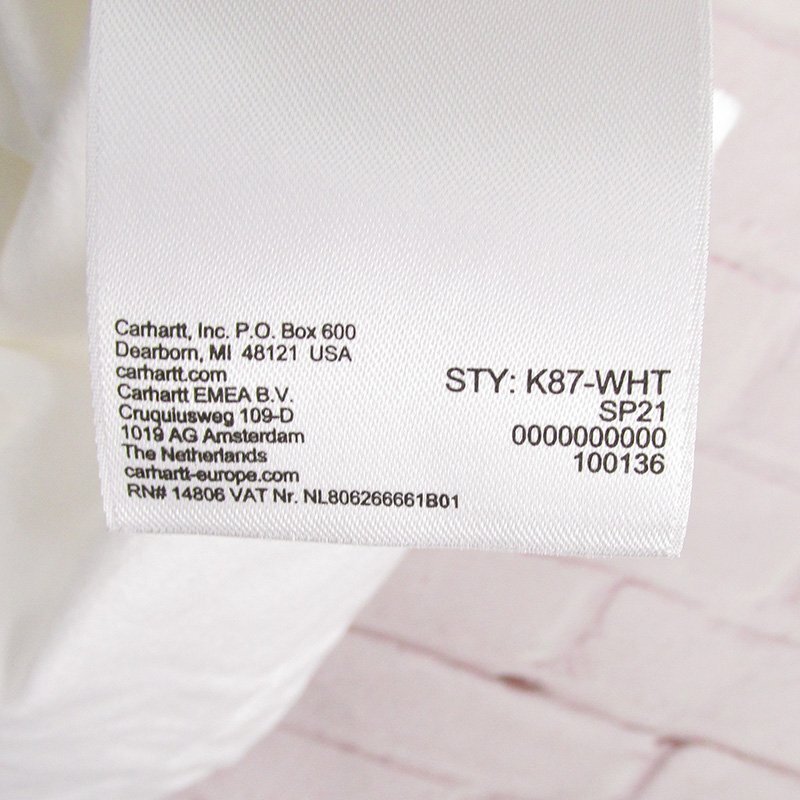 Carhartt, Inc. P.O. Box 600
Dearborn, MI 48121 USA
carhartt.com
Carhartt EMEA B.V.
Cruquiusweg 109-D
1019 AG Amsterdam
The Netherlands
carhartt-europe.com
RN# 14806 VAT Nr. NL806266661B01
STY: K87-WHT
SP21
0000000000
100136